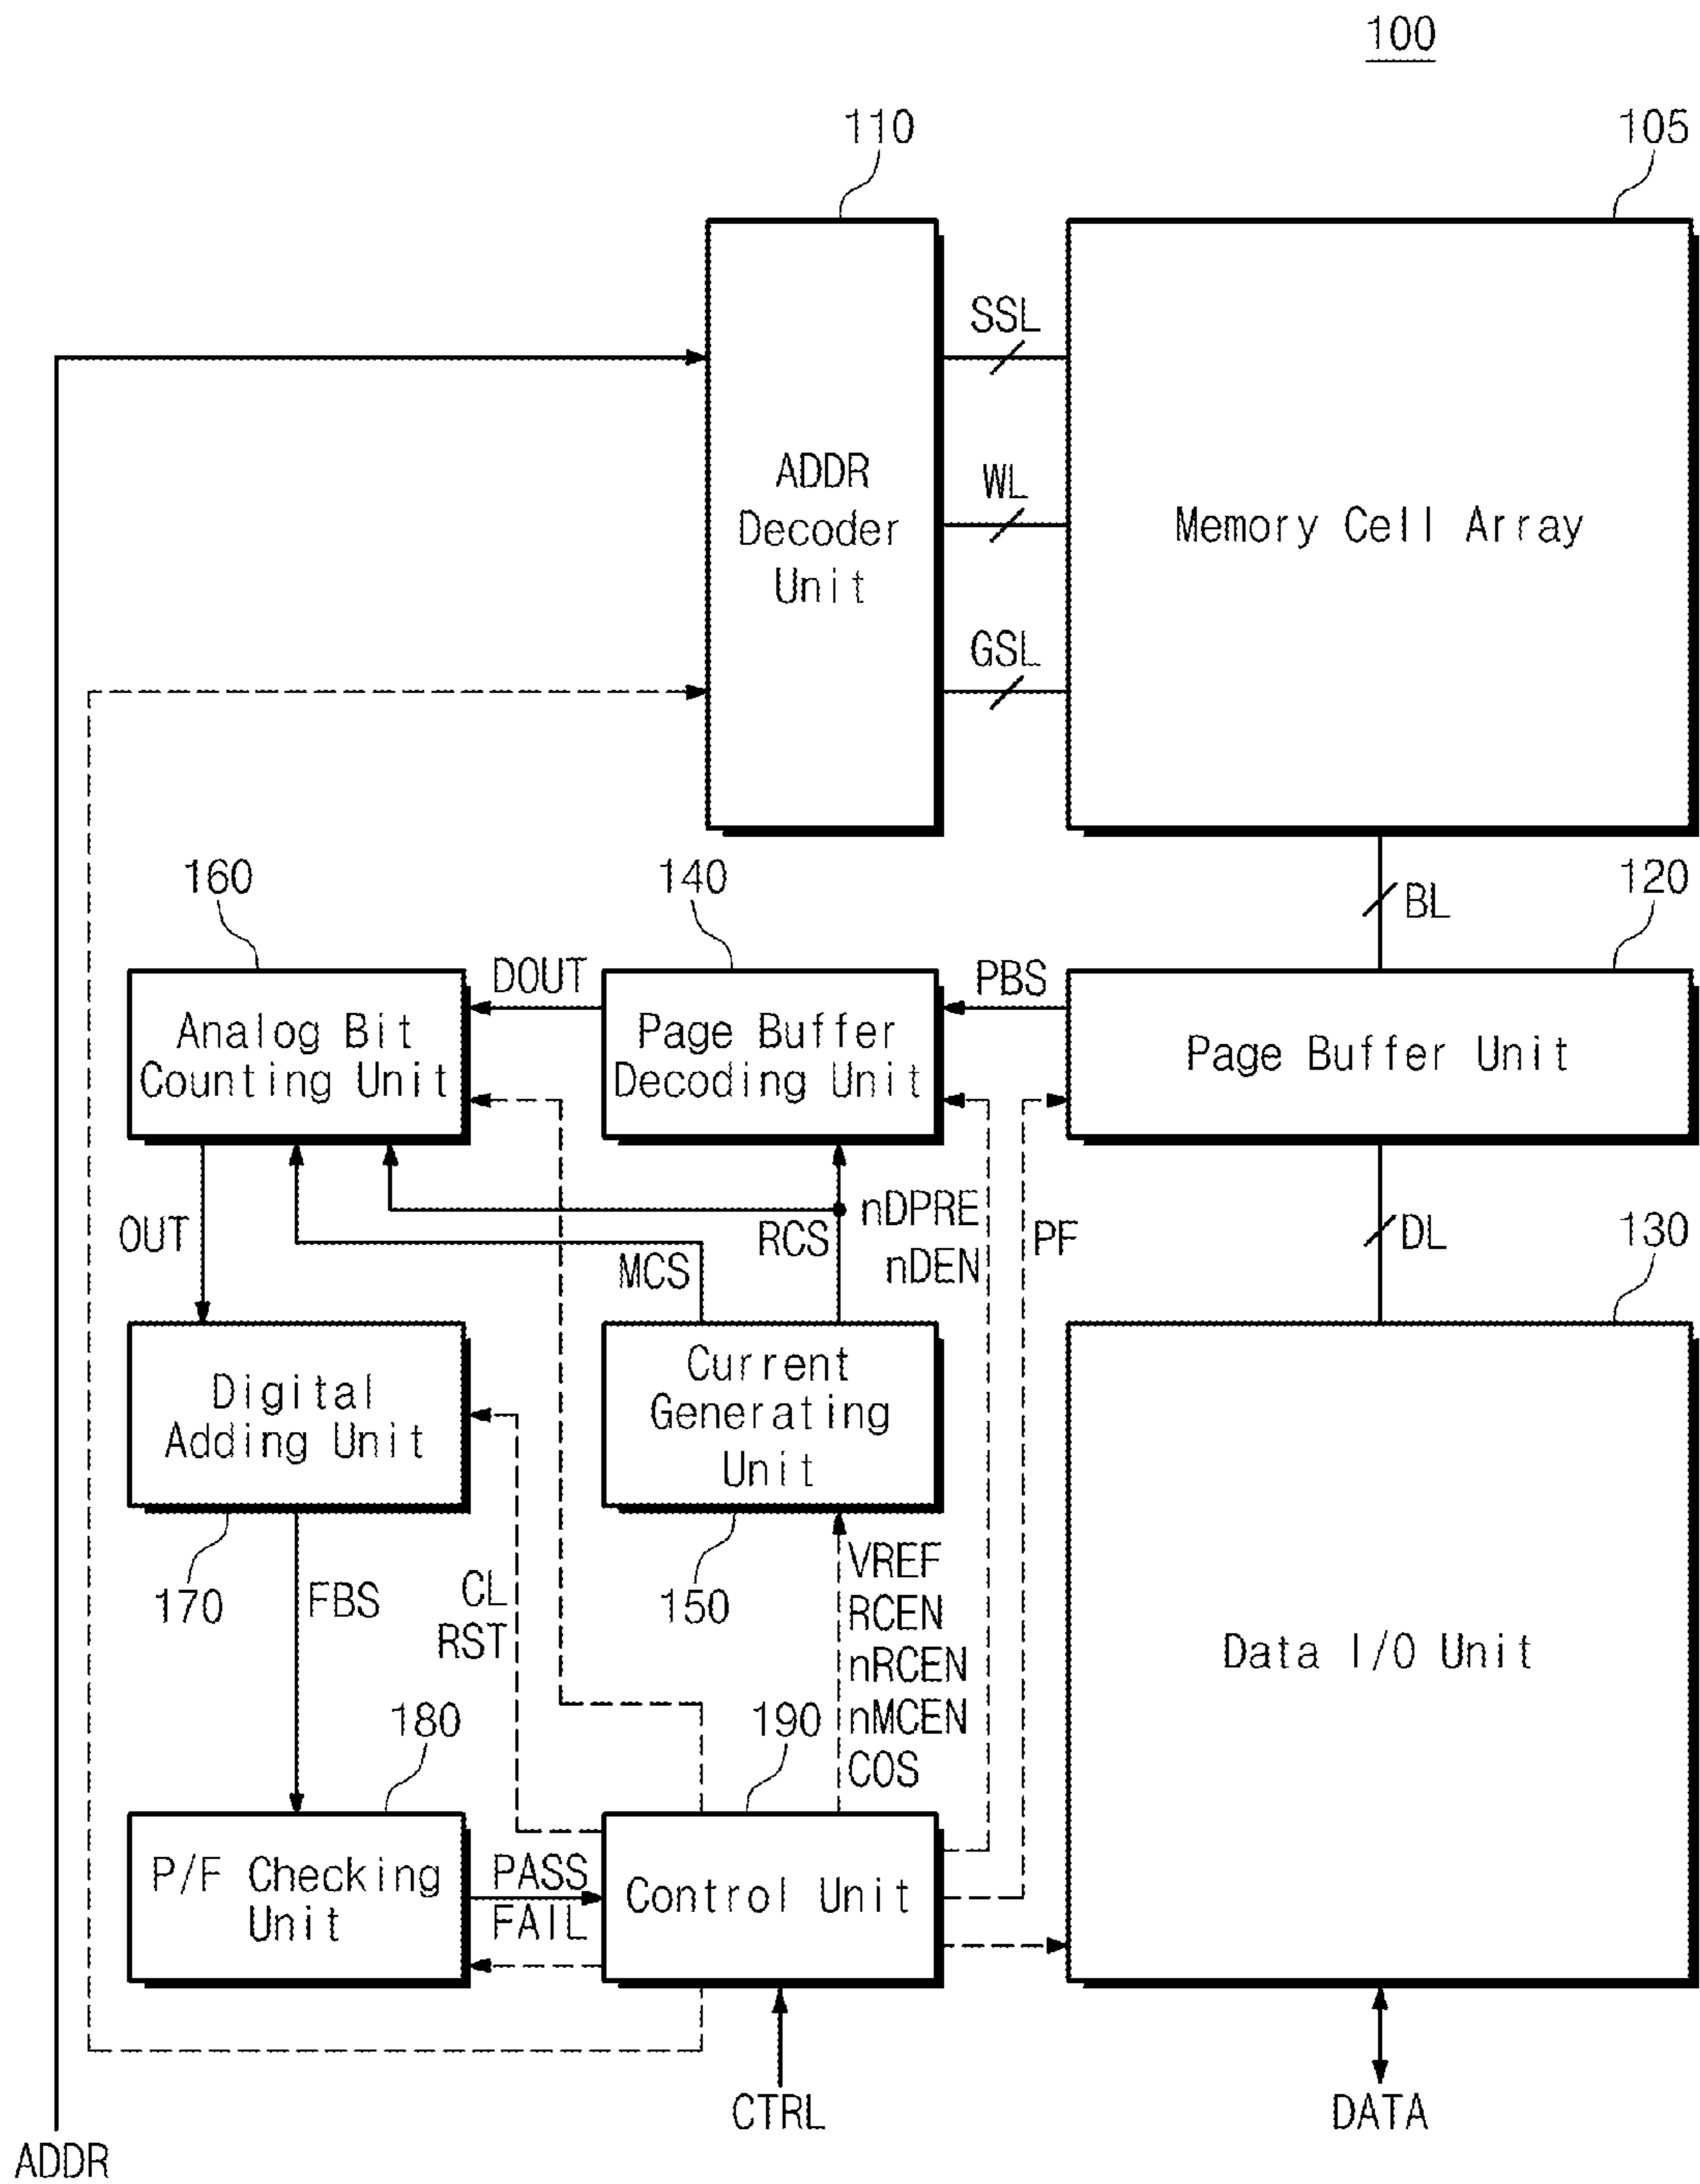 100
110
105
SSL
ADDR
Decoder
Unit
WL
Memory Cell Array
GSL
160
140
BL
120
DOUT
PBS
Analog Bit
Counting Unit
Page Buffer
Decoding Unit
Page Buffer Unit
OUT
MCS
RCS
nDPRE
nDEN
PF
DL
130
Digital
Adding Unit
Current
Generating
Unit
170
FBS
CL
RST
150
VREF
RCEN
nRCEN
nMCEN
COS
Data I/O Unit
180
190
P/F Checking
Unit
PASS
FAIL
Control Unit
CTRL
DATA
ADDR